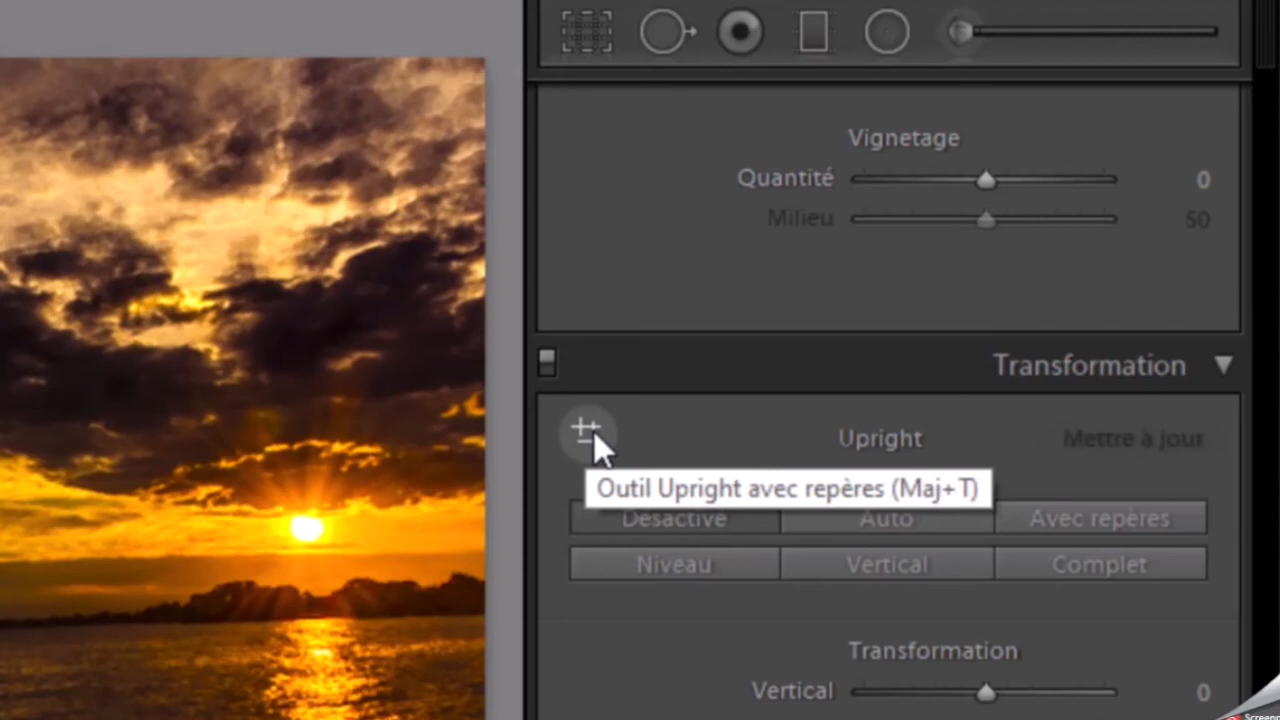 Vignetage
Quantité 0
Milieu 50
Transformation
Upright Mettre à jour
Outil Upright avec repères (Maj+T)
Désactivé Auto Avec repères
Niveau Vertical Complet
Transformation
Vertical 0